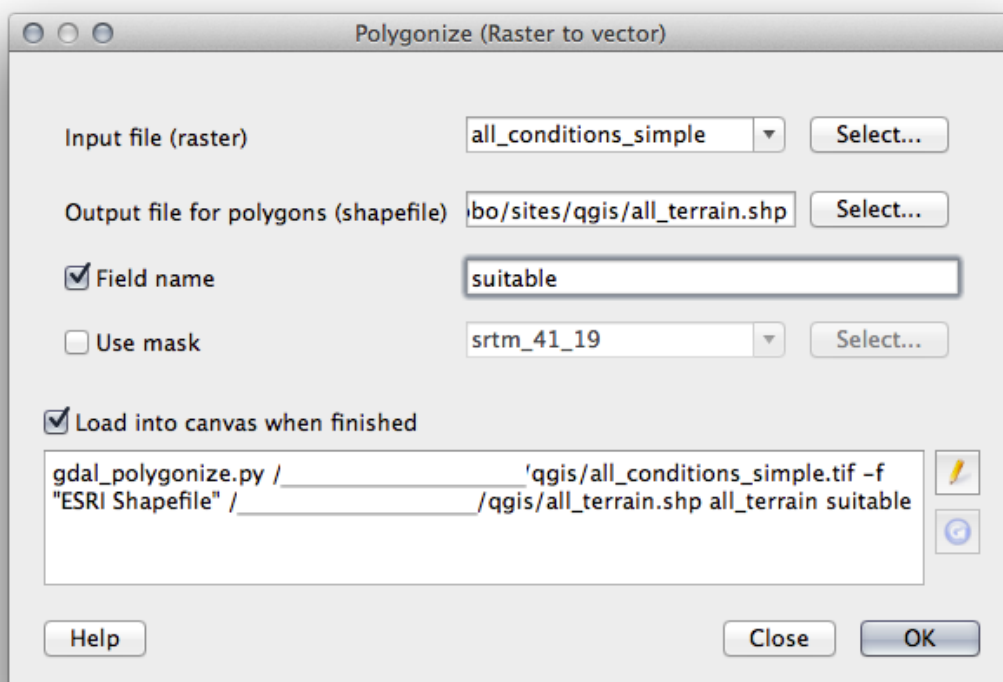 Polygonize (Raster to vector)
Input file (raster) all_conditions_simple Select...
Output file for polygons (shapefile) bo/sites/qgis/all_terrain.shp Select...
Field name suitable
Use mask srtm_41_19 Select...
Load into canvas when finished
gdal_polygonize.py /____________________/qgis/all_conditions_simple.tif -f
"ESRI Shapefile" /____________________/qgis/all_terrain.shp all_terrain suitable
Help Close OK